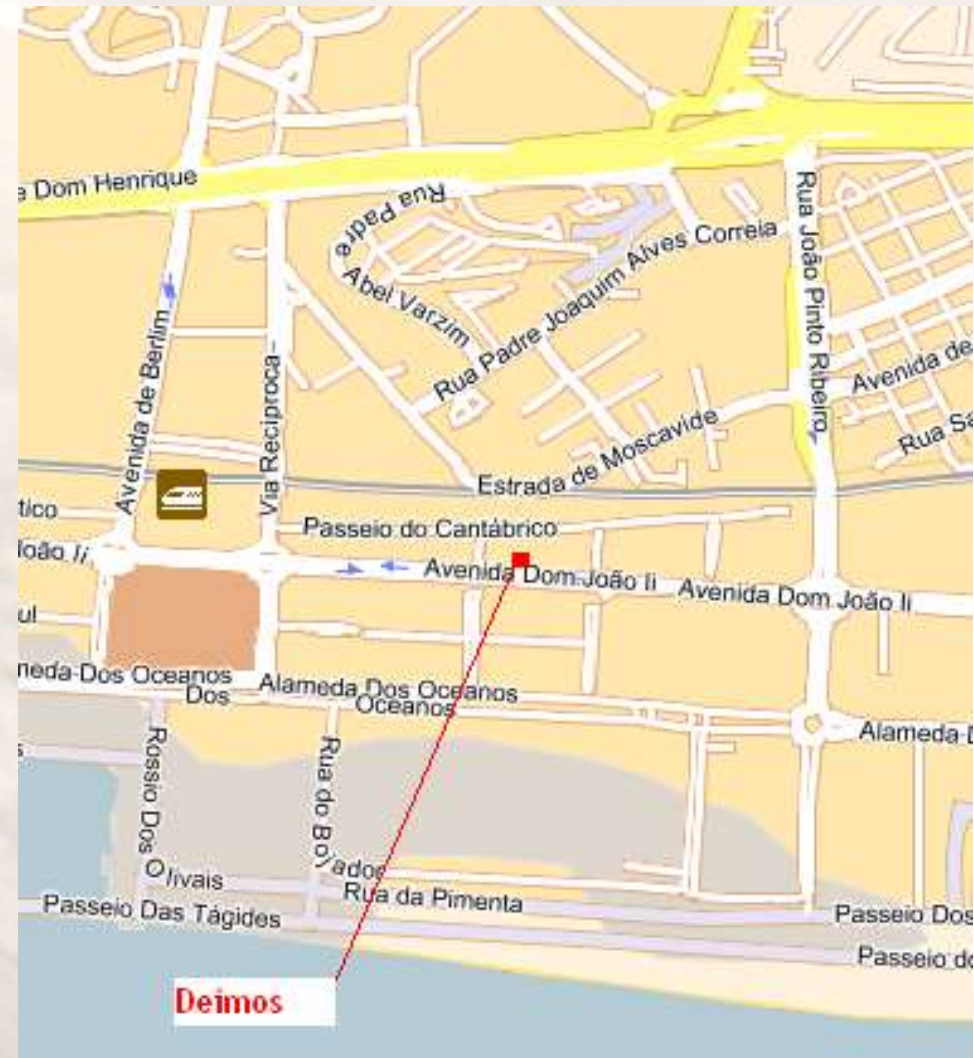 e Dom Henrique
Rua Padre
Abel Varzim
Rua Padre Joaquim Alves Correia
Rua João Pinto Ribeiro
Avenida de Berlim
Via Reciproca
Avenida de
Rua Sa
Estrada de Moscavide
tico
Passeio do Cantábrico
João Ii
Avenida Dom João Ii
Avenida Dom João Ii
ul
meda Dos Oceanos
Dos
Alameda Dos Oceanos
Oceanos
Alameda D
s
Rossio Dos Olivais
Rua do Bojador
Rua da Pimenta
Passeio Das Tágides
Passeio Dos
Passeio do
Deimos